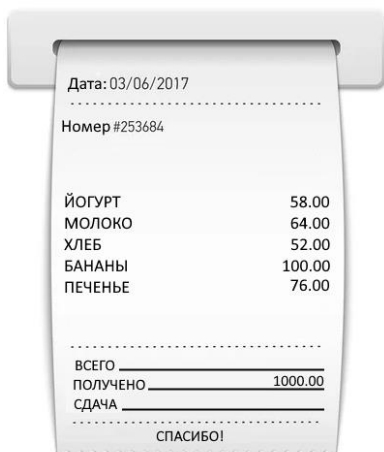 Дата: 03/06/2017
Номер #253684
ЙОГУРТ 58.00
МОЛОКО 64.00
ХЛЕБ 52.00
БАНАНЫ 100.00
ПЕЧЕНЬЕ 76.00
ВСЕГО
ПОЛУЧЕНО 1000.00
СДАЧА
СПАСИБО!